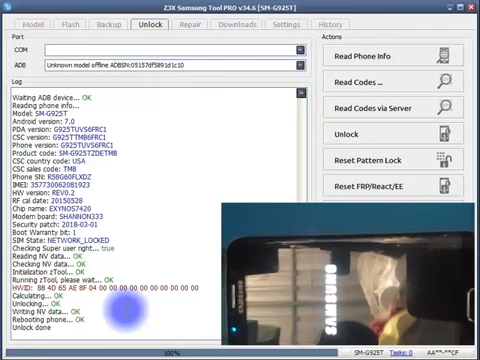 Z3X Samsung Tool PRO v34.6 [SM-G925T]
Model Flash Backup Unlock Repair Downloads Settings History
Port
COM
ADB Unknown model offline ADBSN:05157df5891d1c10
Log
Waiting ADB device... OK
Reading phone info...
Model: SM-G925T
Android version: 7.0
PDA version: G925TUVS6FRC1
CSC version: G925TTMB6FRC1
Phone version: G925TUVS6FRC1
Product code: SM-G925TZDETMB
CSC country code: USA
CSC sales code: TMB
Phone SN: R58G60FLXDZ
IMEI: 357730062081923
HW version: REV0.2
RF cal date: 20150528
Chip name: EXYNOS7420
Modem board: SHANNON333
Security patch: 2018-03-01
Boot Warranty bit: 1
SIM State: NETWORK_LOCKED
Checking Super user right... true
Reading NV data... OK
Checking NV data... OK
Initialization zTool... OK
Running zTool, please wait... OK
HWID: 88 4D 65 AE 8F 04 00 00 00 00 00 00 00 00 00 00
Calculating... OK
Unlocking... OK
Writing NV data... OK
Rebooting phone... OK
Unlock done
Actions
Read Phone Info
Read Codes ...
Read Codes via Server
Unlock
Reset Pattern Lock
Reset FRP/React/EE
SAMSUNG
SAMSUNG
100%
SM-G925T Tasks: 0 AA**-**CF